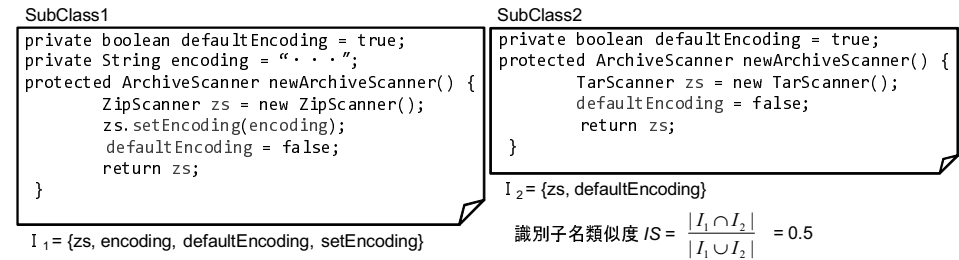 SubClass1
private boolean defaultEncoding = true;
private String encoding = “・・・”;
protected ArchiveScanner newArchiveScanner() {
ZipScanner zs = new ZipScanner();
zs.setEncoding(encoding);
defaultEncoding = false;
return zs;
}
I 1 = {zs, encoding, defaultEncoding, setEncoding}
SubClass2
private boolean defaultEncoding = true;
protected ArchiveScanner newArchiveScanner() {
TarScanner zs = new TarScanner();
defaultEncoding = false;
return zs;
}
I 2 = {zs, defaultEncoding}
識別子名類似度 IS = | I1 ∩ I2 | / | I1 ∪ I2 | = 0.5